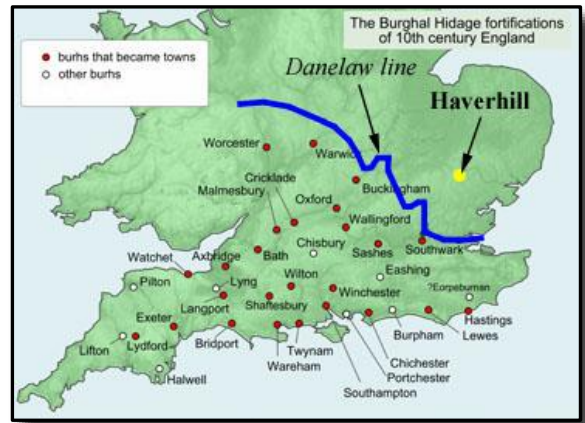 The Burghal Hidage fortifications
of 10th century England
burhs that became towns
other burhs
Danelaw line
Haverhill
Worcester
Warwick
Cricklade
Malmesbury
Buckingham
Oxford
Wallingford
Chisbury
Southwark
Watchet
Axbridge
Bath
Sashes
Eashing
Pilton
Lyng
Wilton
?Eorpeburnan
Langport
Shaftesbury
Winchester
Exeter
Hastings
Lewes
Lifton
Lydford
Bridport
Twynam
Burpham
Wareham
Chichester
Portchester
Halwell
Southampton